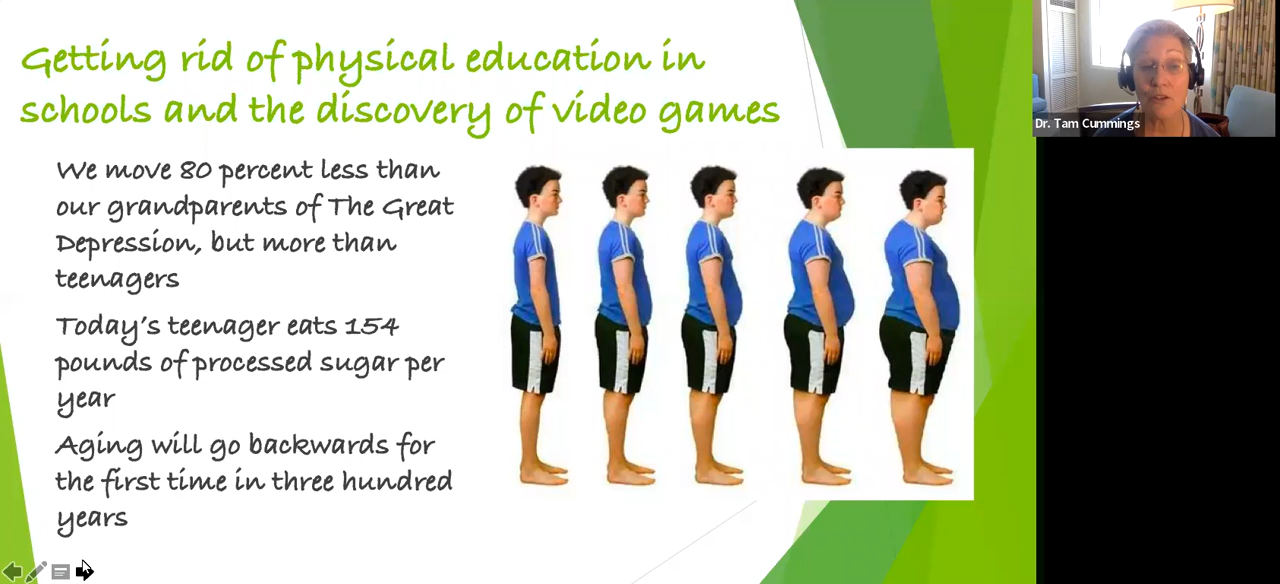 Getting rid of physical education in
schools and the discovery of video games
We move 80 percent less than
our grandparents of The Great
Depression, but more than
teenagers
Today's teenager eats 154
pounds of processed sugar per
year
Aging will go backwards for
the first time in three hundred
years
Dr. Tam Cummings